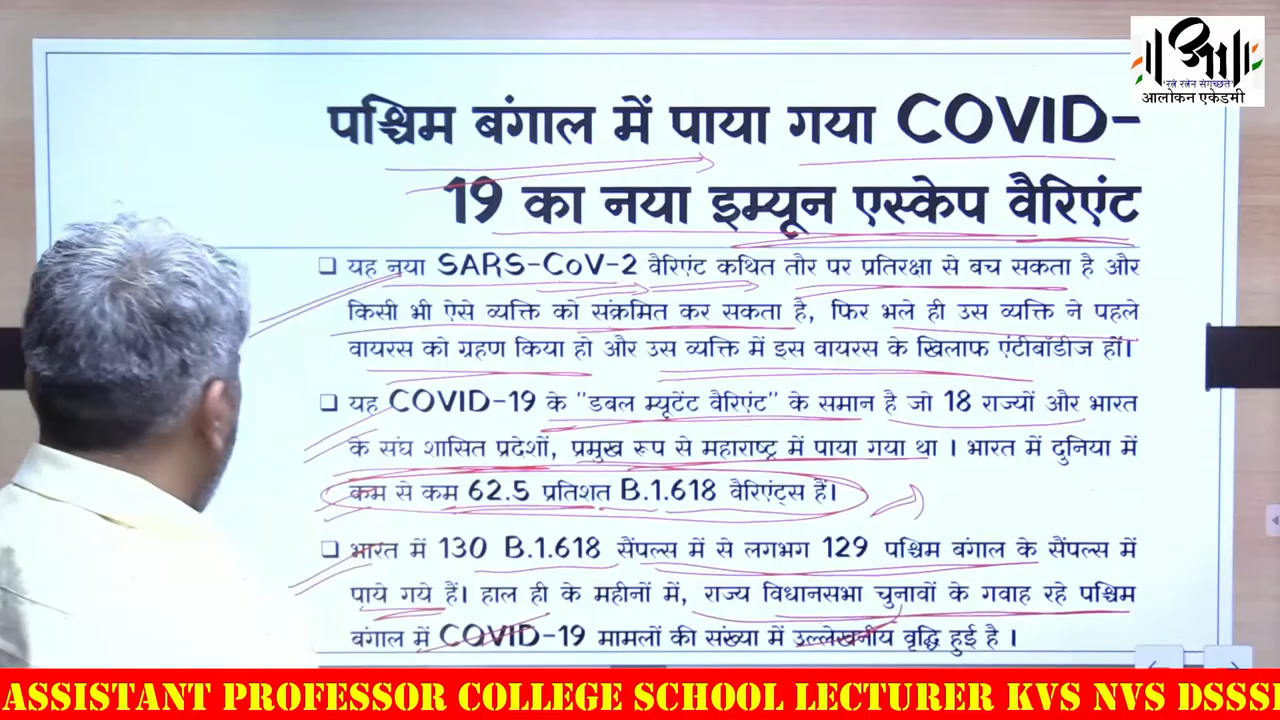 पश्चिम बंगाल में पाया गया COVID-
19 का नया इम्यून एस्केप वैरिएंट
❑ यह नया SARS-CoV-2 वैरिएंट कथित तौर पर प्रतिरक्षा से बच सकता है और
किसी भी ऐसे व्यक्ति को संक्रमित कर सकता है, फिर भले ही उस व्यक्ति ने पहले
वायरस को ग्रहण किया हो और उस व्यक्ति में इस वायरस के खिलाफ एंटीबॉडीज हों।
❑ यह COVID-19 के "डबल म्यूटेंट वैरिएंट" के समान है जो 18 राज्यों और भारत
के संघ शासित प्रदेशों, प्रमुख रूप से महाराष्ट्र में पाया गया था । भारत में दुनिया में
कम से कम 62.5 प्रतिशत B.1.618 वैरिएंट्स हैं।
❑ भारत में 130 B.1.618 सैंपल्स में से लगभग 129 पश्चिम बंगाल के सैंपल्स में
पाये गये हैं। हाल ही के महीनों में, राज्य विधानसभा चुनावों के गवाह रहे पश्चिम
बंगाल में COVID-19 मामलों की संख्या में उल्लेखनीय वृद्धि हुई है ।
आलोकन एकेडमी
ASSISTANT PROFESSOR COLLEGE SCHOOL LECTURER KVS NVS DSSSI